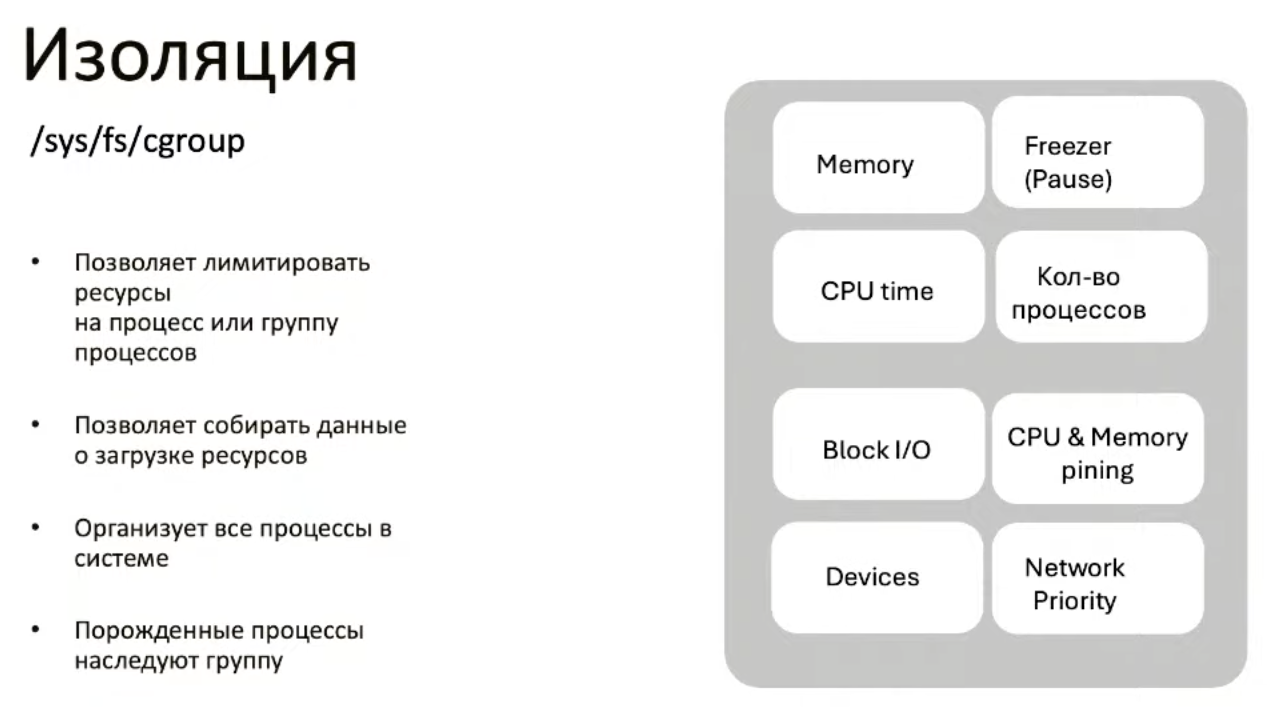 Изоляция
/sys/fs/cgroup
• Позволяет лимитировать
ресурсы
на процесс или группу
процессов
• Позволяет собирать данные
о загрузке ресурсов
• Организует все процессы в
системе
• Порожденные процессы
наследуют группу
Memory
Freezer
(Pause)
CPU time
Кол-во
процессов
Block I/O
CPU & Memory
pining
Devices
Network
Priority